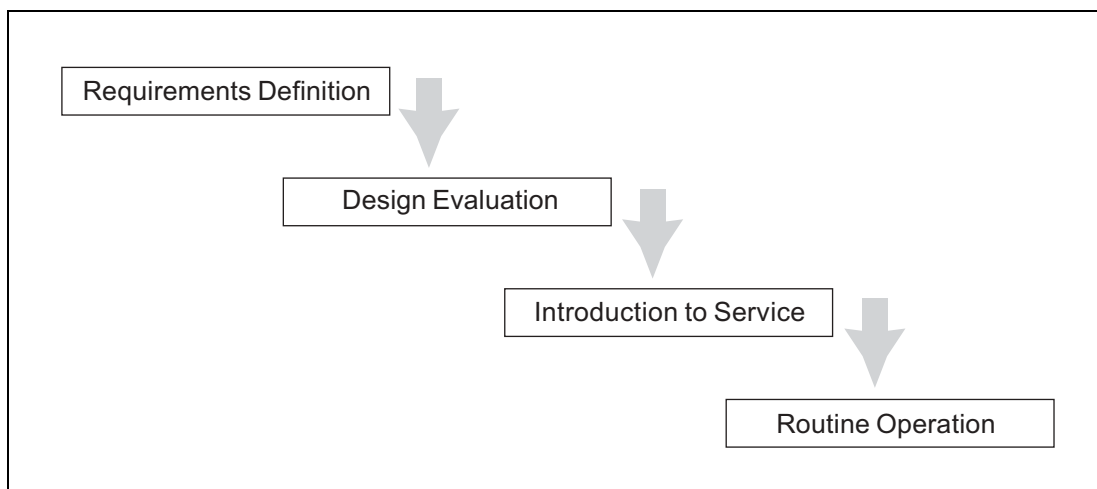 Requirements Definition
Design Evaluation
Introduction to Service
Routine Operation